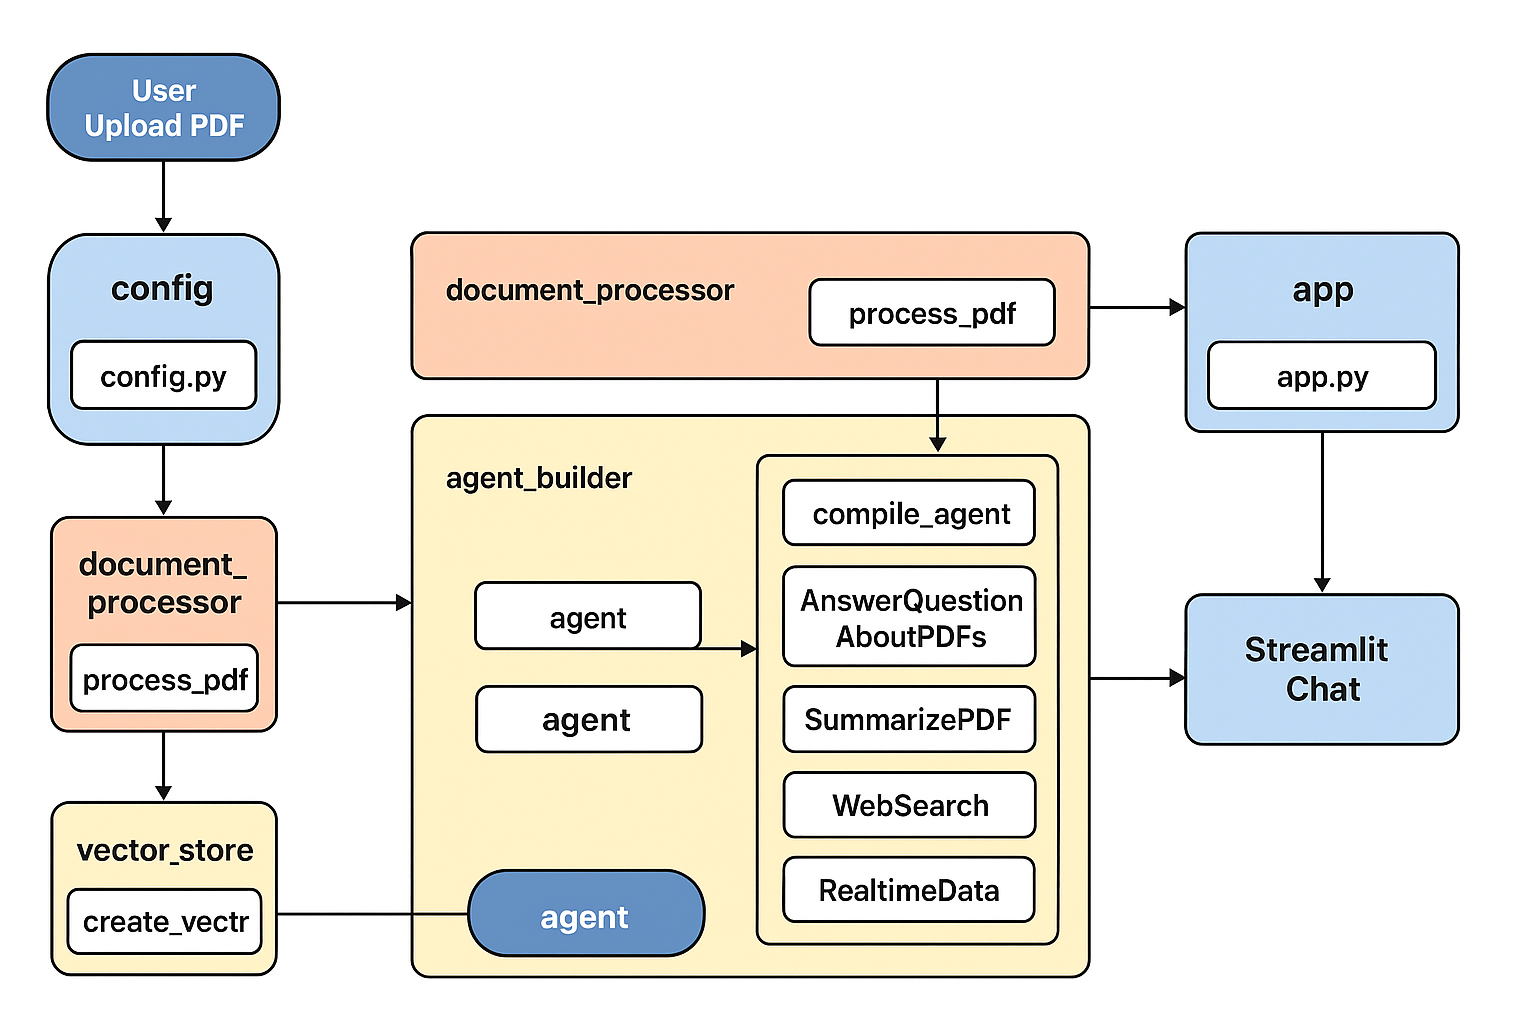 User
Upload PDF
config
config.py
document_
processor
process_pdf
vector_store
create_vectr
document_processor
process_pdf
agent_builder
agent
agent
agent
compile_agent
AnswerQuestion
AboutPDFs
SummarizePDF
WebSearch
RealtimeData
app
app.py
Streamlit
Chat